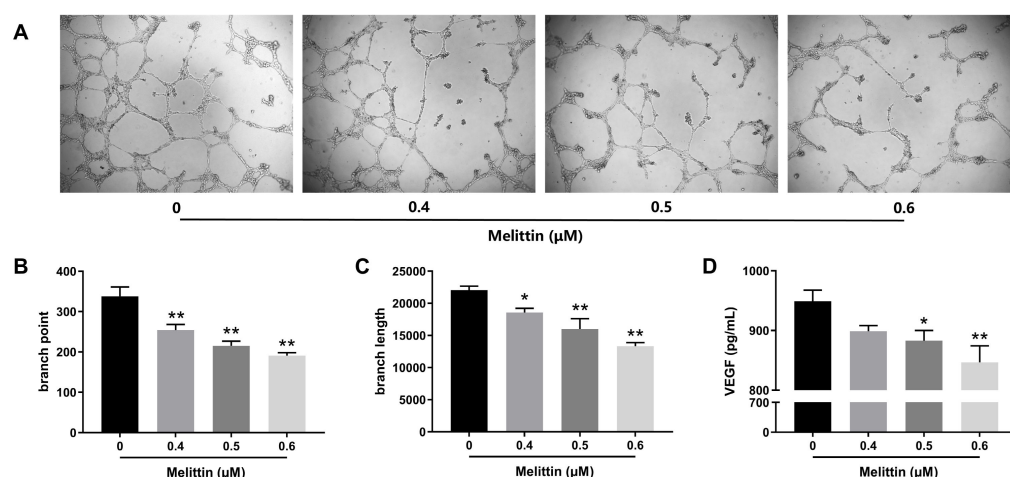 A
0 0.4 0.5 0.6
Melittin (μM)
B
400
300
200
100
0
branch point
**
**
**
0 0.4 0.5 0.6
Melittin (μM)
C
25000
20000
15000
10000
5000
0
branch length
*
**
**
0 0.4 0.5 0.6
Melittin (μM)
D
1000
900
800
700
0
VEGF (pg/mL)
*
**
0 0.4 0.5 0.6
Melittin (μM)